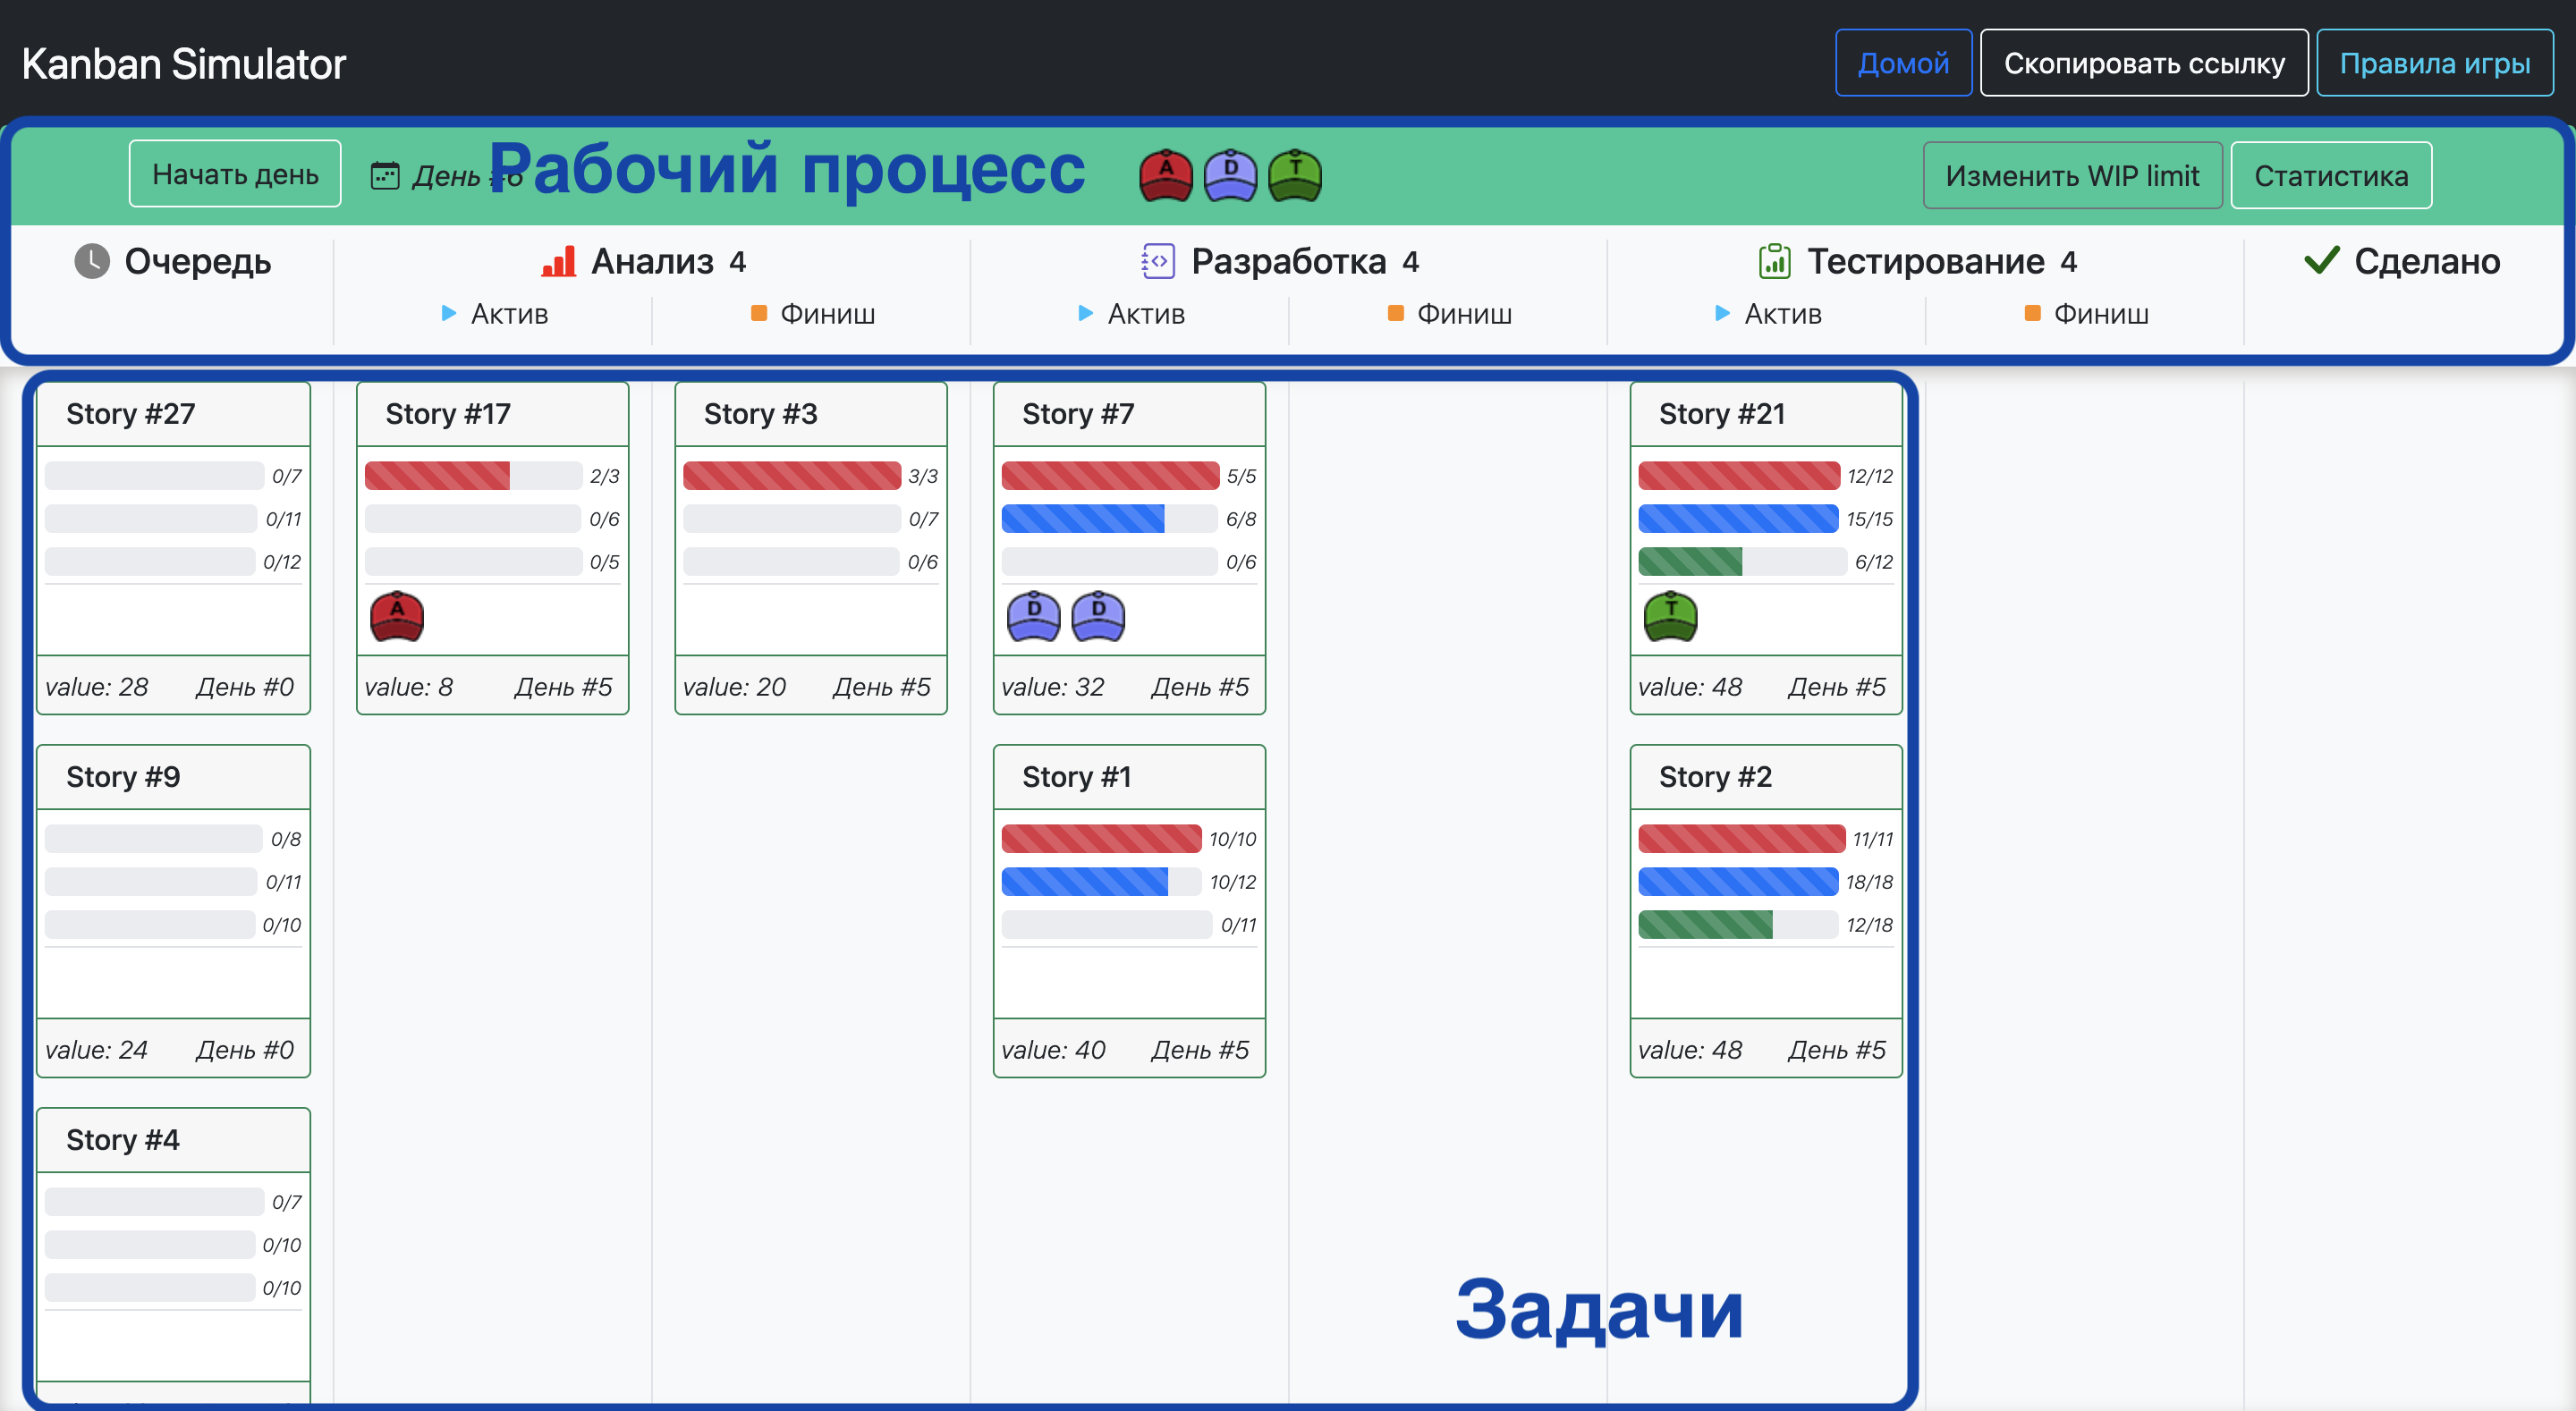 Kanban Simulator
Домой
Скопировать ссылку
Правила игры
Начать день
День #6
Рабочий процесс
A
D
T
Изменить WIP limit
Статистика
Очередь
Анализ 4
Разработка 4
Тестирование 4
Сделано
Актив
Финиш
Актив
Финиш
Актив
Финиш
Story #27
0/7
0/11
0/12
value: 28
День #0
Story #17
2/3
0/6
0/5
A
value: 8
День #5
Story #3
3/3
0/7
0/6
value: 20
День #5
Story #7
5/5
6/8
0/6
D
D
value: 32
День #5
Story #21
12/12
15/15
6/12
T
value: 48
День #5
Story #9
0/8
0/11
0/10
value: 24
День #0
Story #1
10/10
10/12
0/11
value: 40
День #5
Story #2
11/11
18/18
12/18
value: 48
День #5
Story #4
0/7
0/10
0/10
Задачи